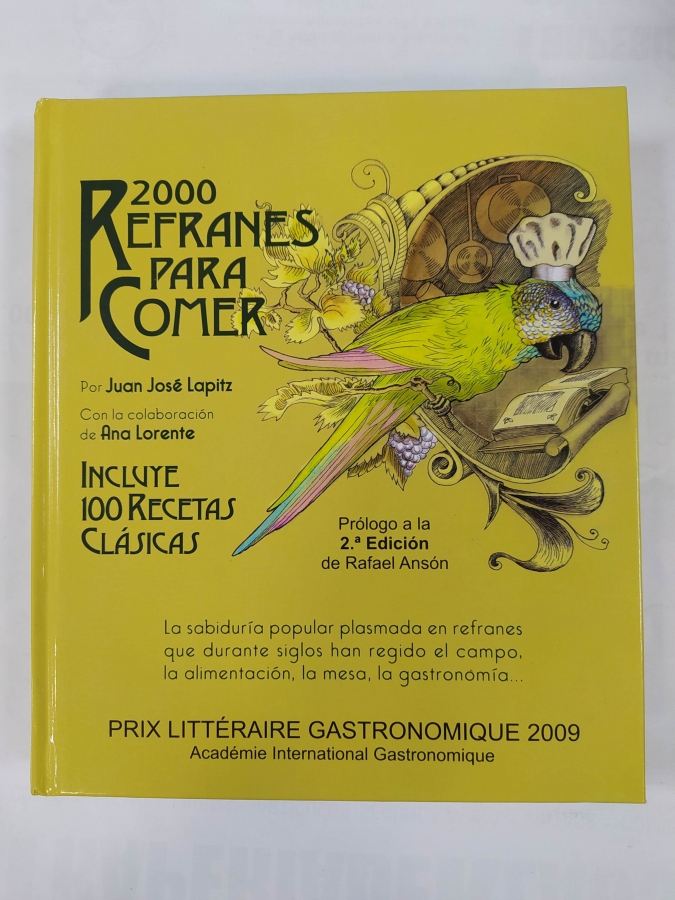 2000
REFRANES
PARA
COMER
Por Juan José Lapitz
Con la colaboración
de Ana Lorente
INCLUYE
100 RECETAS
CLÁSICAS
Prólogo a la
2.ª Edición
de Rafael Ansón
La sabiduría popular plasmada en refranes
que durante siglos han regido el campo,
la alimentación, la mesa, la gastronomía...
PRIX LITTÉRAIRE GASTRONOMIQUE 2009
Académie International Gastronomique